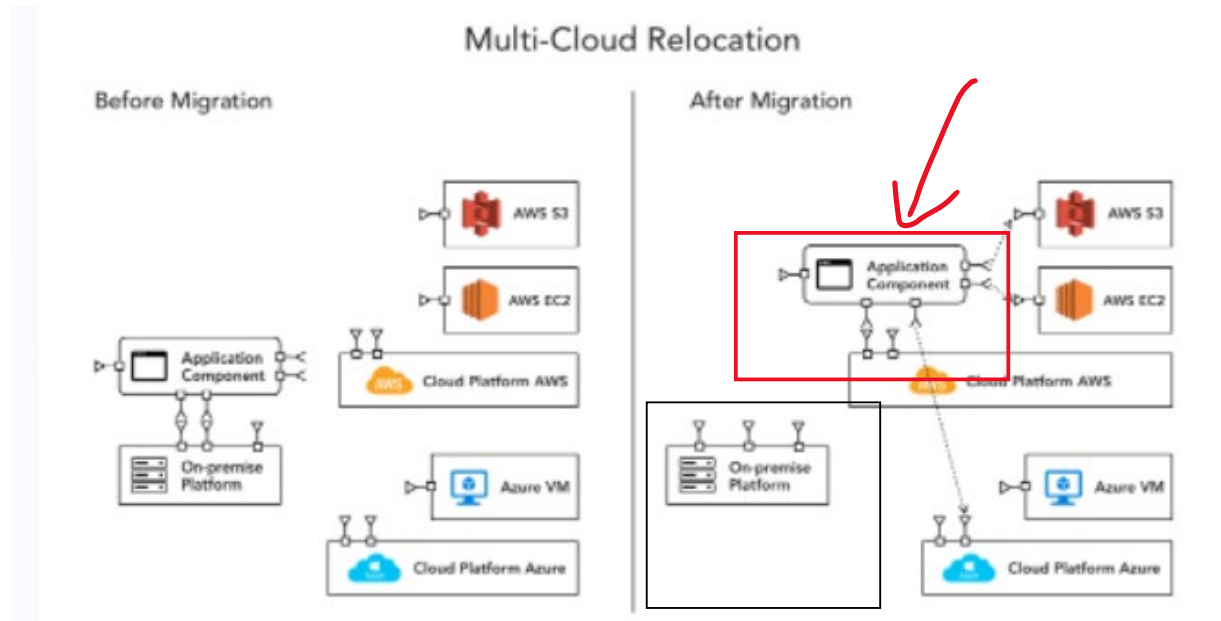 Multi-Cloud Relocation
Before Migration
AWS S3
AWS EC2
Application
Component
AWS
Cloud Platform AWS
On-premise
Platform
Azure VM
Cloud Platform Azure
After Migration
AWS S3
Application
Component
AWS EC2
AWS
Cloud Platform AWS
On-premise
Platform
Azure VM
Cloud Platform Azure